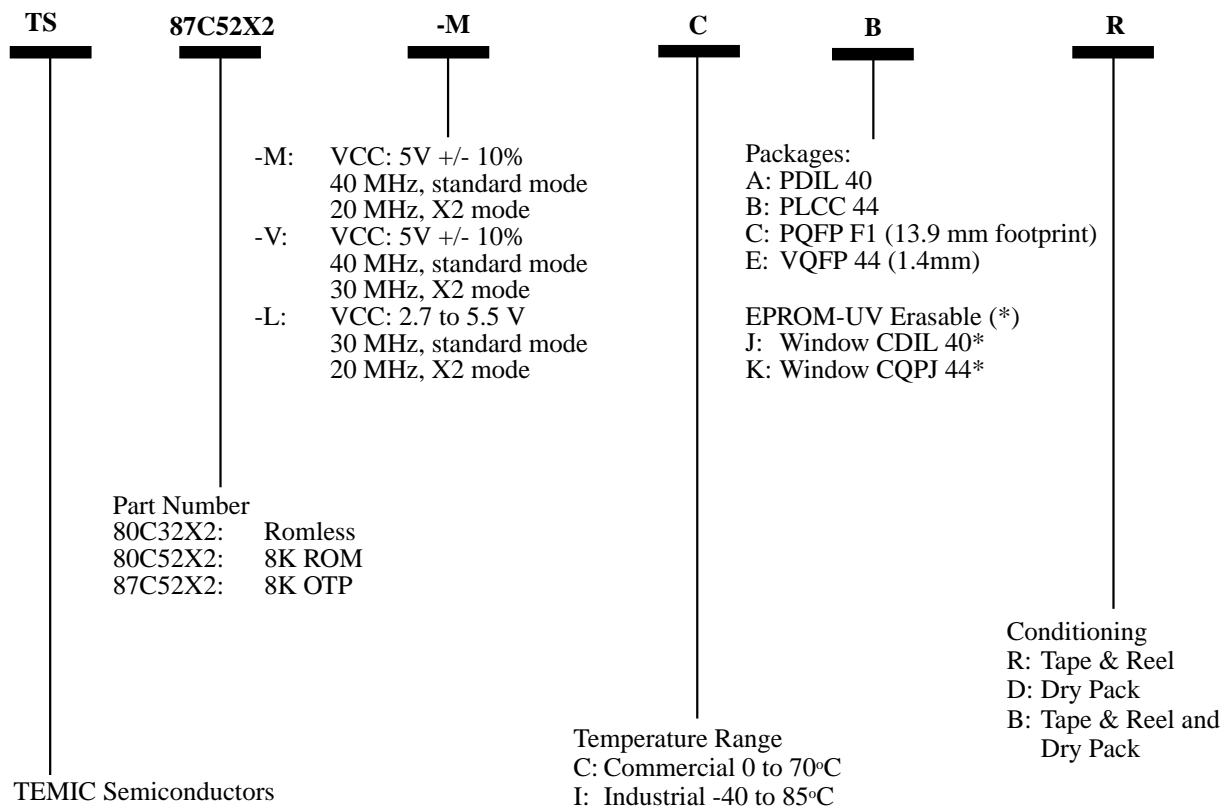 TS 87C52X2 -M C B R
-M: VCC: 5V +/- 10%
40 MHz, standard mode
20 MHz, X2 mode
-V: VCC: 5V +/- 10%
40 MHz, standard mode
30 MHz, X2 mode
-L: VCC: 2.7 to 5.5 V
30 MHz, standard mode
20 MHz, X2 mode
Packages:
A: PDIL 40
B: PLCC 44
C: PQFP F1 (13.9 mm footprint)
E: VQFP 44 (1.4mm)
EPROM-UV Erasable (*)
J: Window CDIL 40*
K: Window CQPJ 44*
Part Number
80C32X2: Romless
80C52X2: 8K ROM
87C52X2: 8K OTP
Conditioning
R: Tape & Reel
D: Dry Pack
B: Tape & Reel and
Dry Pack
Temperature Range
C: Commercial 0 to 70°C
I: Industrial -40 to 85°C
TEMIC Semiconductors